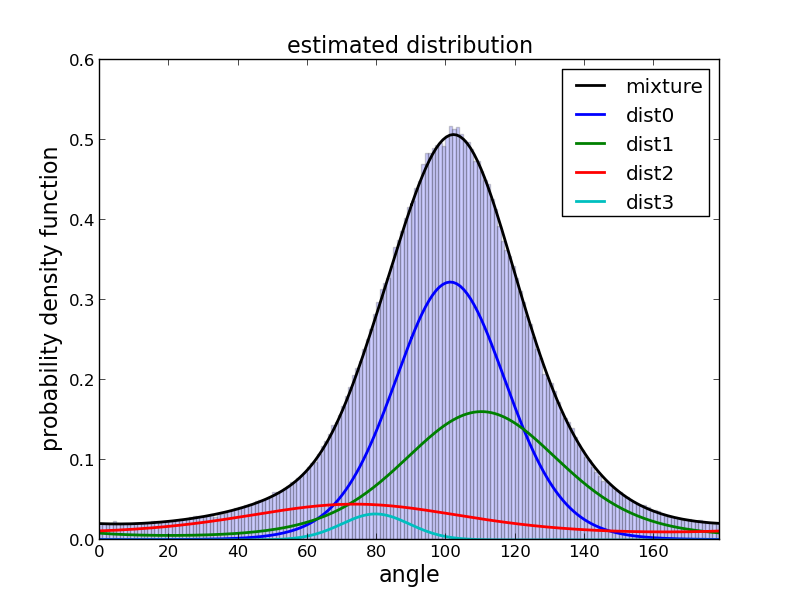 estimated distribution
0.6
0.5
0.4
0.3
0.2
0.1
0.0
probability density function
mixture
dist0
dist1
dist2
dist3
0 20 40 60 80 100 120 140 160
angle